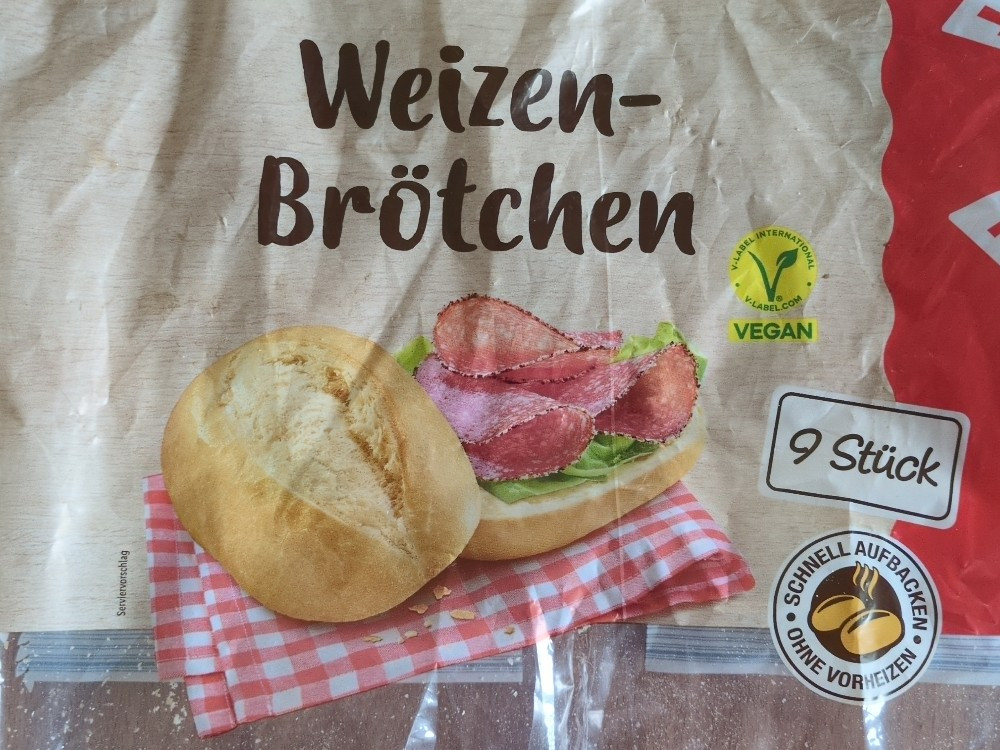 Weizen-
Brötchen
V-LABEL INTERNATIONAL
V-LABEL.COM
VEGAN
9 Stück
SCHNELL AUFBACKEN
OHNE VORHEIZEN
Serviervorschlag